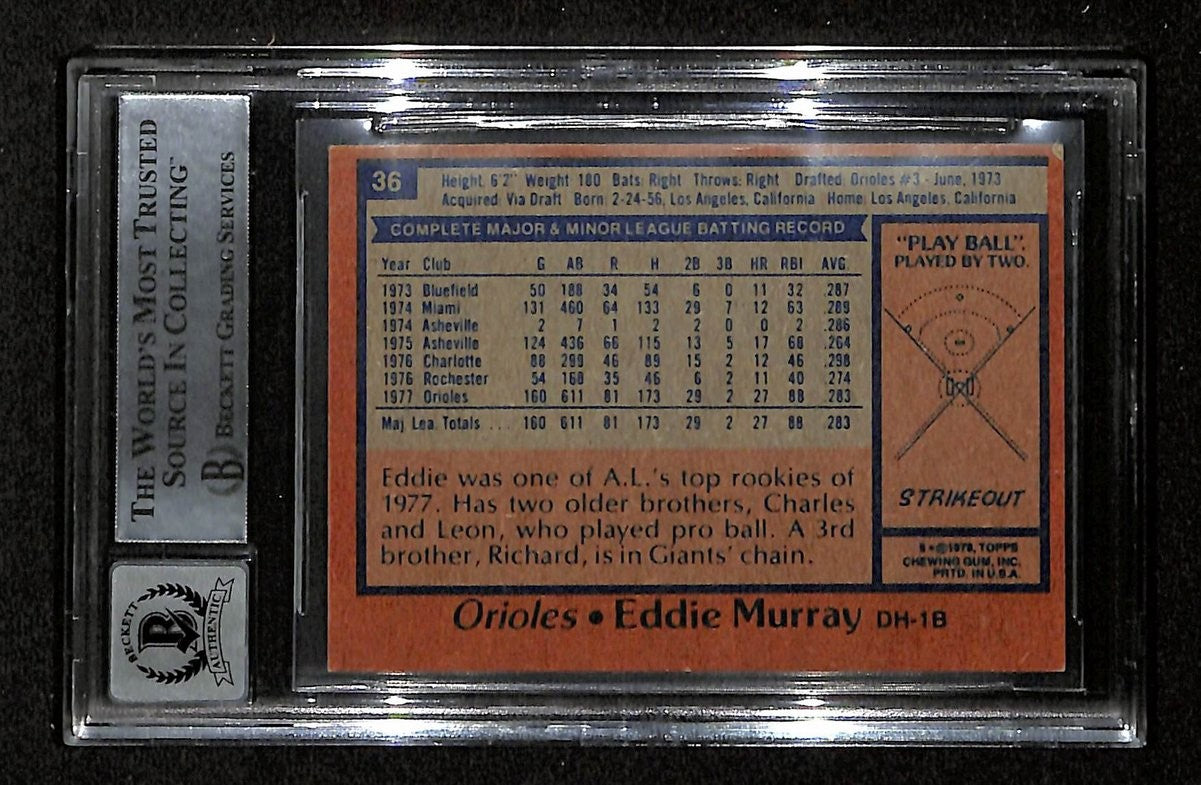 THE WORLD'S MOST TRUSTED
SOURCE IN COLLECTING™
B BECKETT GRADING SERVICES
BECKETT
B
AUTHENTIC
36
Height 6'2" Weight 180 Bats: Right Throws: Right Drafted Orioles #3 - June, 1973
Acquired Via Draft Born 2-24-56, Los Angeles, California Home: Los Angeles, California
COMPLETE MAJOR & MINOR LEAGUE BATTING RECORD
Year Club G AB R H 2B 3B HR RBI AVG.
1973 Bluefield 50 188 34 54 6 0 11 32 .287
1974 Miami 131 460 64 133 29 7 12 63 .289
1974 Asheville 2 7 1 2 2 0 0 2 .286
1975 Asheville 124 436 66 115 13 5 17 68 .264
1976 Charlotte 88 299 46 89 15 2 12 46 .298
1976 Rochester 54 168 35 46 6 2 11 40 .274
1977 Orioles 160 611 81 173 29 2 27 88 .283
Maj Lea. Totals ... 160 611 81 173 29 2 27 88 .283
Eddie was one of A.L.'s top rookies of
1977. Has two older brothers, Charles
and Leon, who played pro ball. A 3rd
brother, Richard, is in Giants' chain.
"PLAY BALL".
PLAYED BY TWO.
STRIKEOUT
©1978, TOPPS
CHEWING GUM, INC.
PRTD. IN U.S.A.
Orioles • Eddie Murray DH-1B